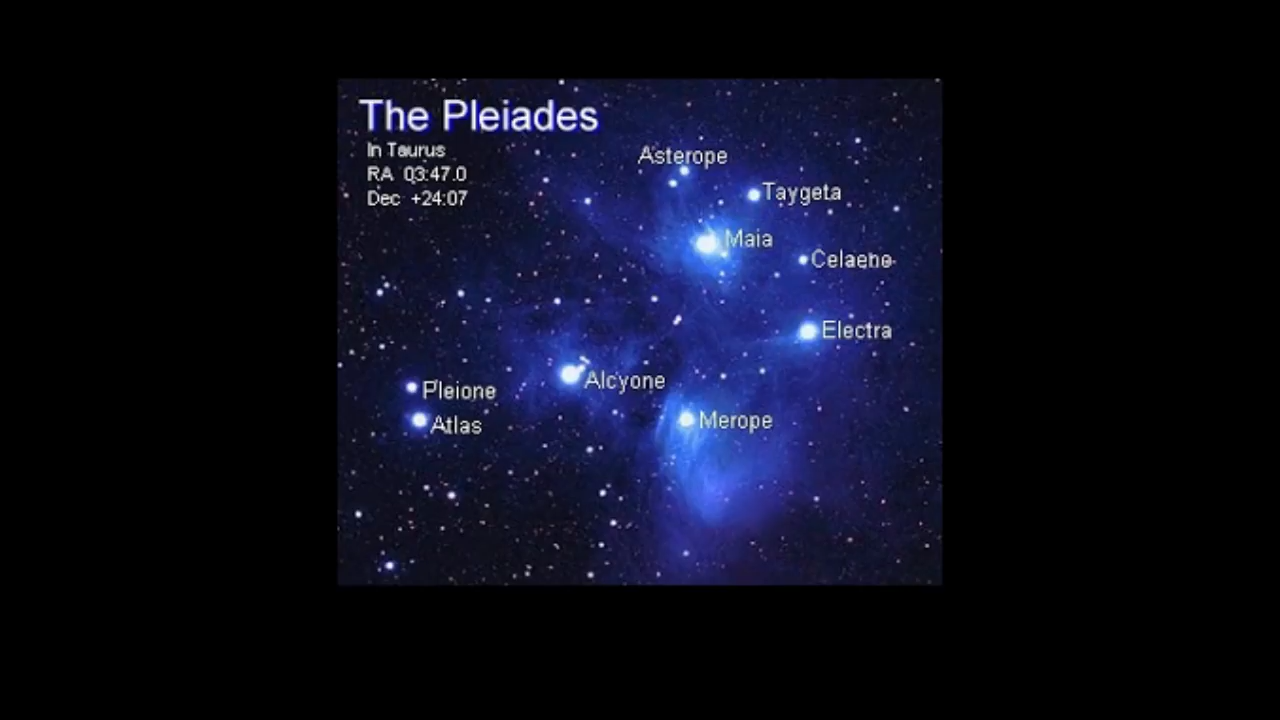 The Pleiades
In Taurus
RA 03:47.0
Dec +24:07
Asterope
Taygeta
Maia
Celaeno
Electra
Alcyone
Pleione
Atlas
Merope